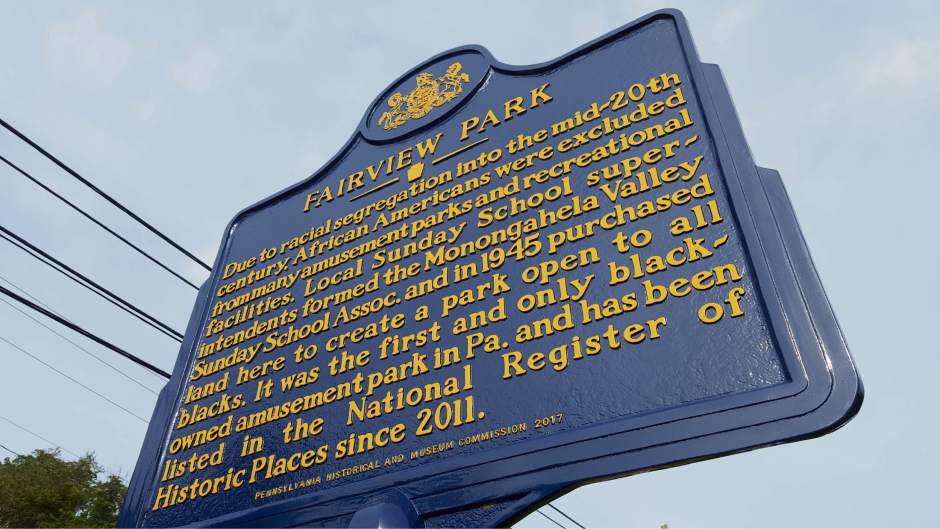 FAIRVIEW PARK
Due to racial segregation into the mid-20th
century, African Americans were excluded
from many amusement parks and recreational
facilities. Local Sunday School super-
intendents formed the Monongahela Valley
Sunday School Assoc. and in 1945 purchased
land here to create a park open to all
blacks. It was the first and only black-
owned amusement park in Pa. and has been
listed in the National Register of
Historic Places since 2011.
PENNSYLVANIA HISTORICAL AND MUSEUM COMMISSION 2017